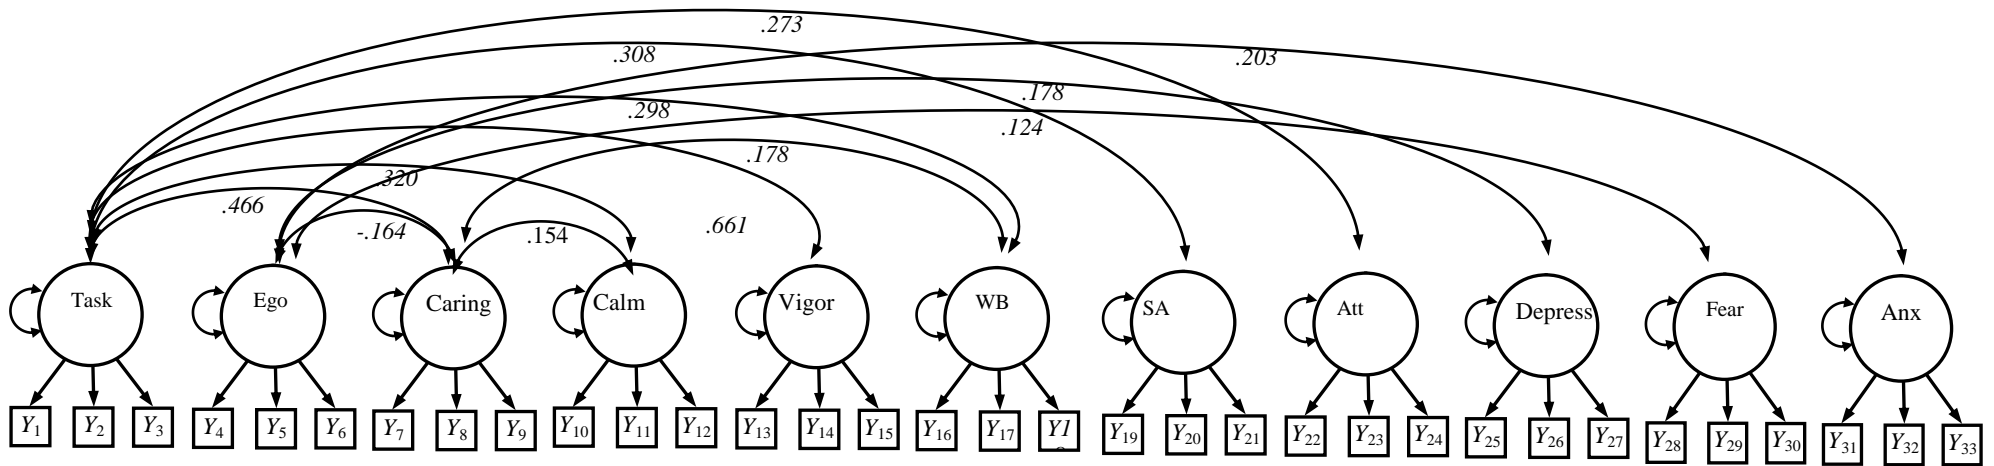 .273
.308
.203
.178
.298
.124
.178
.320
.466
-.164
.154
.661
Task
Ego
Caring
Calm
Vigor
WB
SA
Att
Depress
Fear
Anx
Y1
Y2
Y3
Y4
Y5
Y6
Y7
Y8
Y9
Y10
Y11
Y12
Y13
Y14
Y15
Y16
Y17
Y1
Y19
Y20
Y21
Y22
Y23
Y24
Y25
Y26
Y27
Y28
Y29
Y30
Y31
Y32
Y33